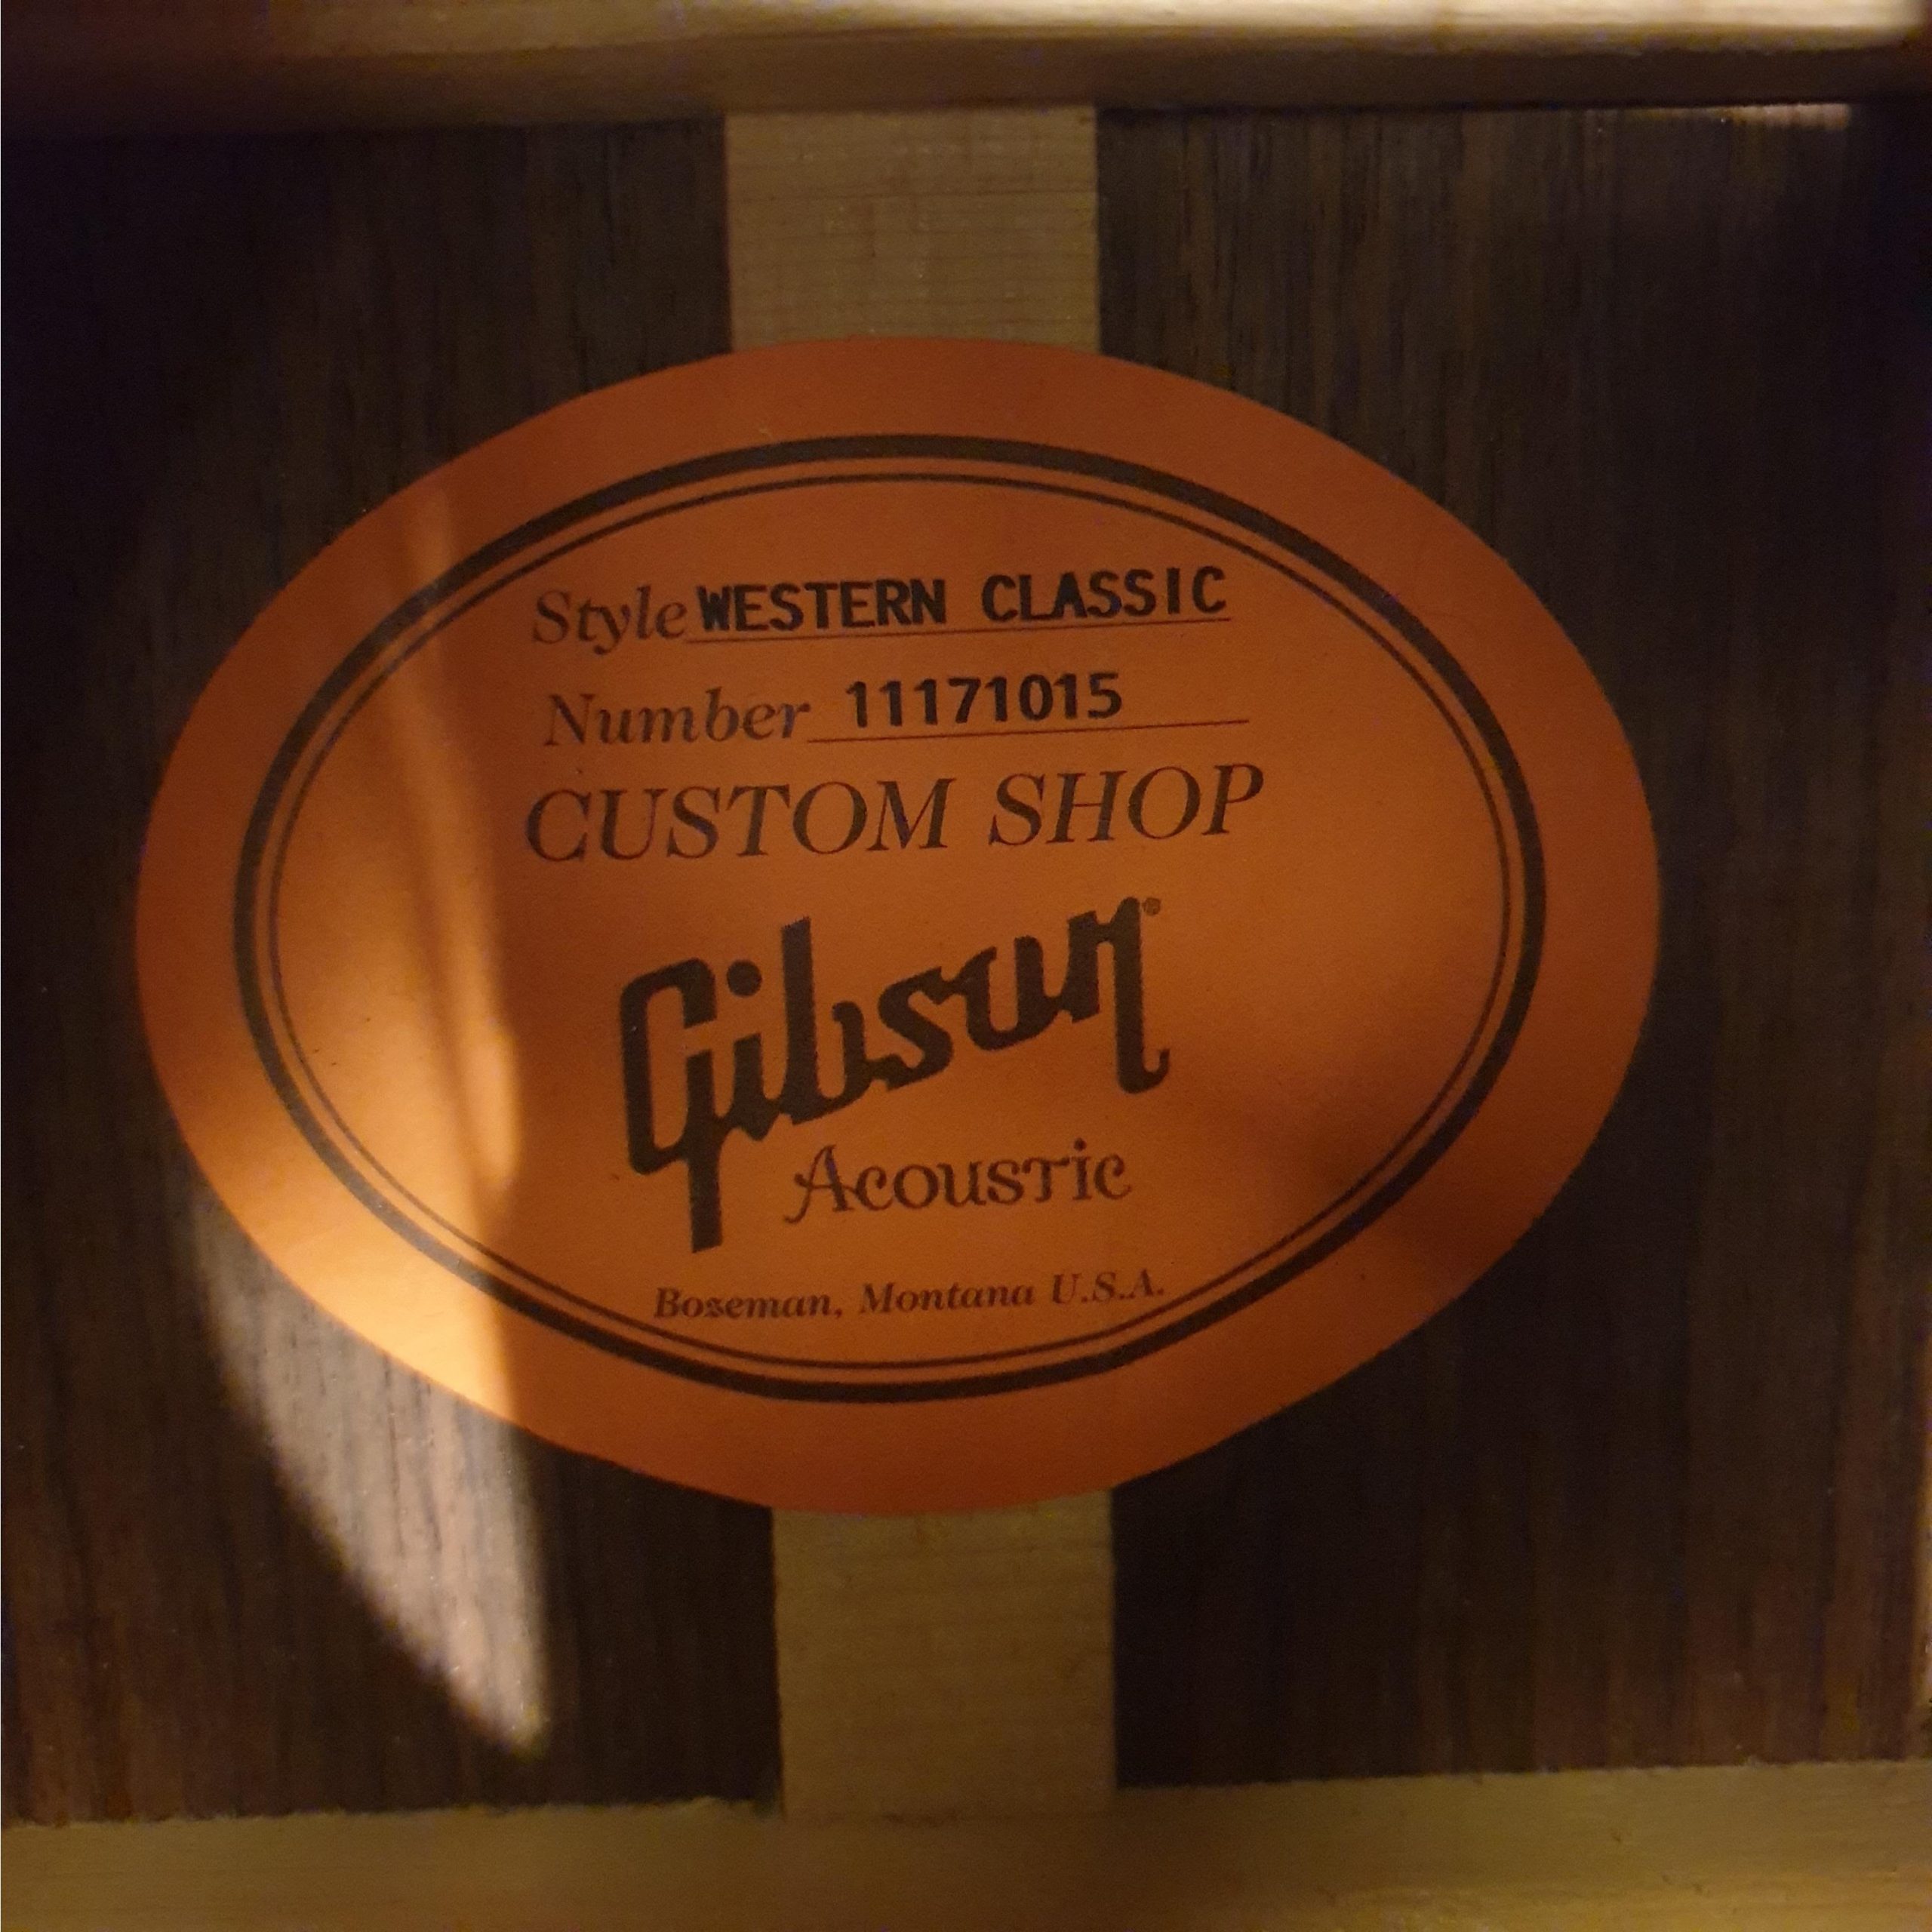 Style WESTERN CLASSIC
Number 11171015
CUSTOM SHOP
Gibson®
Acoustic
Bozeman, Montana U.S.A.